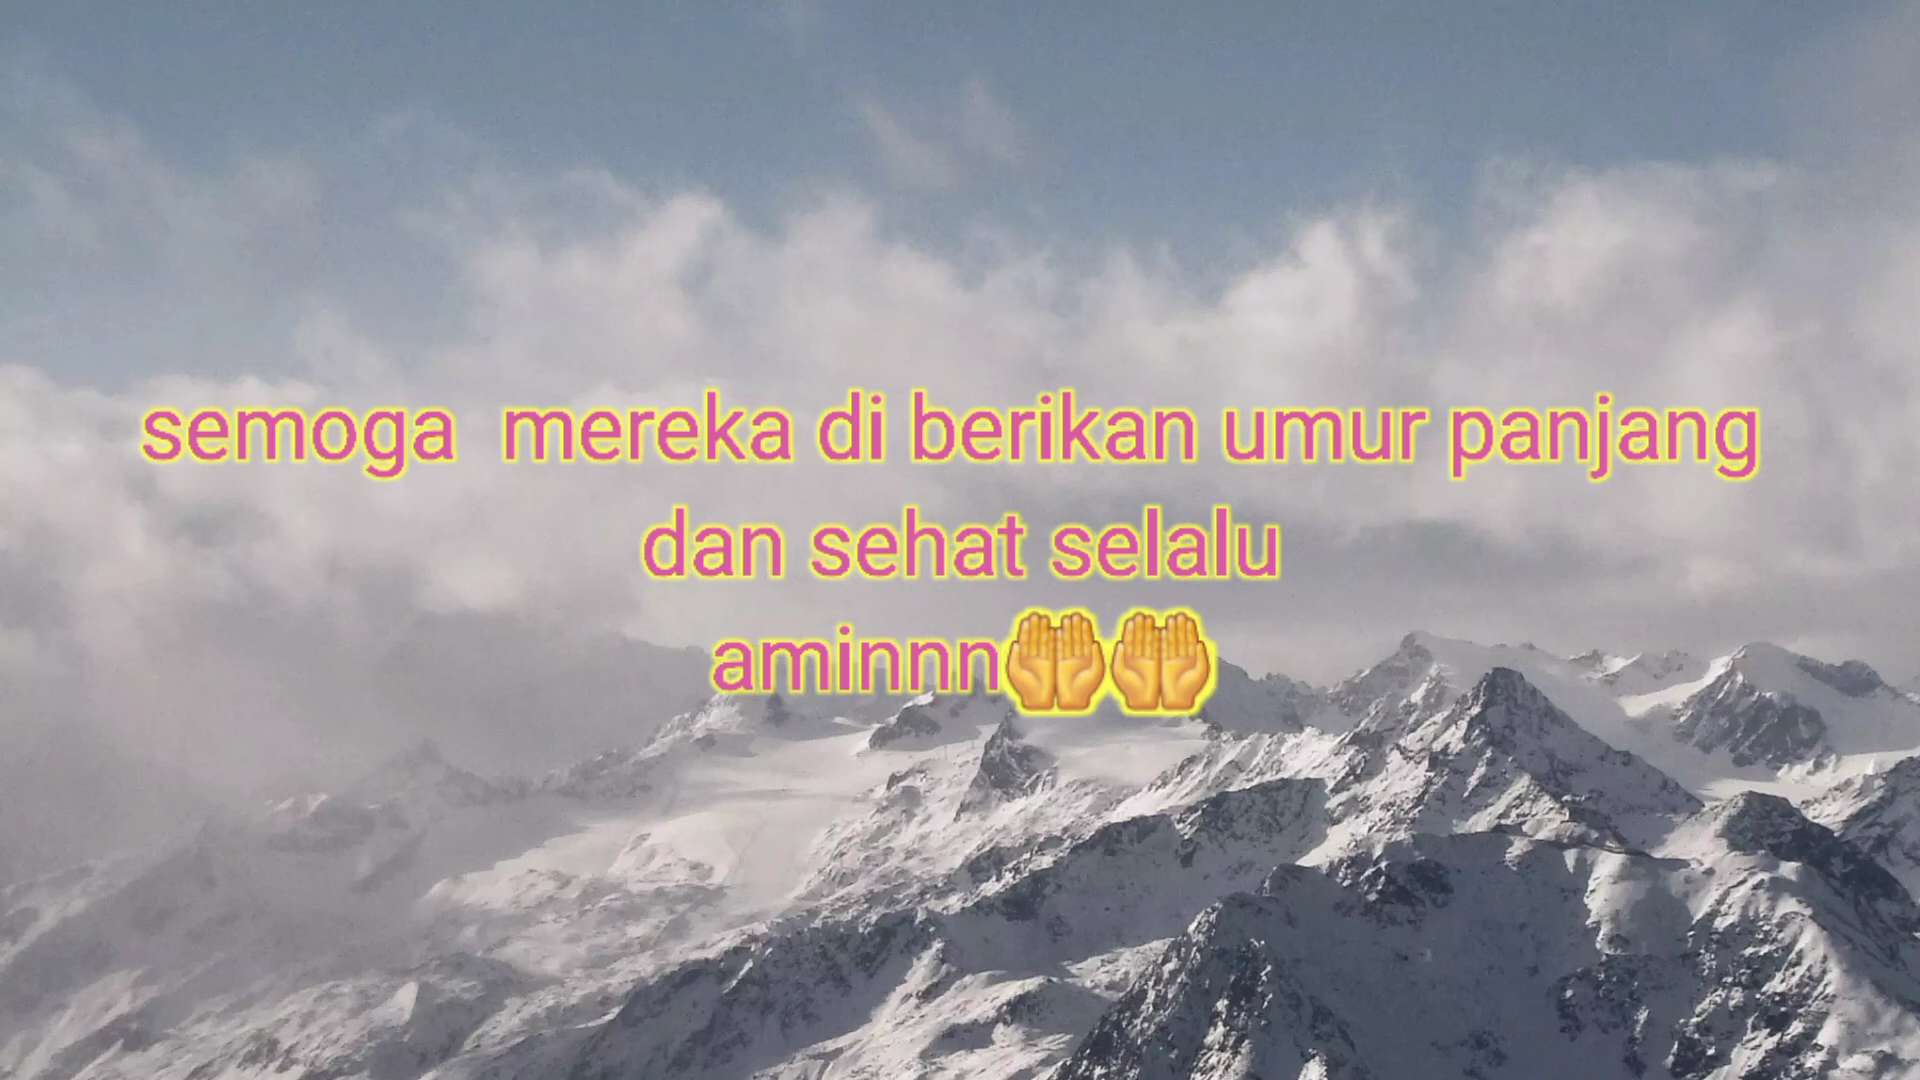 semoga  mereka di berikan umur panjang
dan sehat selalu
aminnn🤲🤲